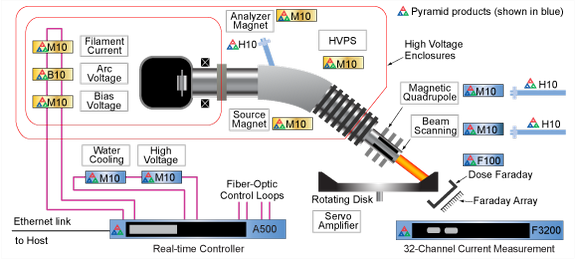 Analyzer
Magnet
M10
Pyramid products (shown in blue)
H10
HVPS
M10
High Voltage
Enclosures
M10
Filament
Current
B10
Arc
Voltage
M10
Bias
Voltage
Source
Magnet
M10
Magnetic
Quadrupole
M10
H10
Beam
Scanning
M10
H10
F100
Dose Faraday
Faraday Array
Water
Cooling
High
Voltage
M10
M10
Fiber-Optic
Control Loops
Rotating Disk
Servo
Amplifier
Ethernet link
to Host
A500
Real-time Controller
F3200
32-Channel Current Measurement